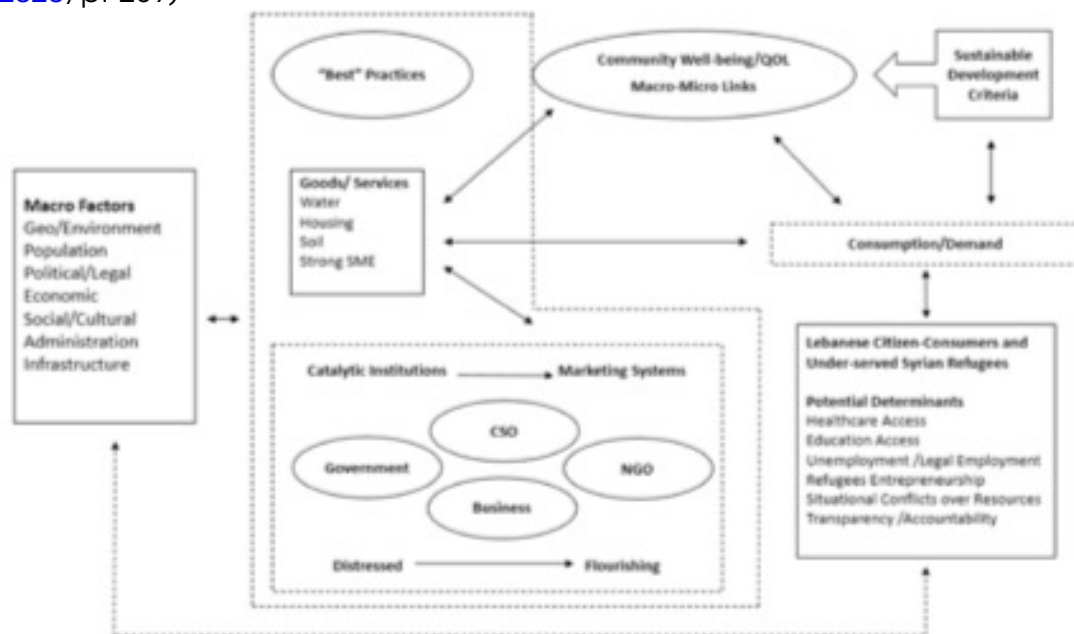 "Best" Practices
Community Well-being/QOL
Macro-Micro Links
Sustainable
Development
Criteria
Macro Factors
Geo/Environment
Population
Political/Legal
Economic
Social/Cultural
Administration
Infrastructure
Goods/ Services
Water
Housing
Soil
Strong SME
Consumption/Demand
Catalytic Institutions
Marketing Systems
CSO
Government
NGO
Business
Distressed
Flourishing
Lebanese Citizen-Consumers and
Under-served Syrian Refugees
Potential Determinants
Healthcare Access
Education Access
Unemployment /Legal Employment
Refugees Entrepreneurship
Situational Conflicts over Resources
Transparency /Accountability